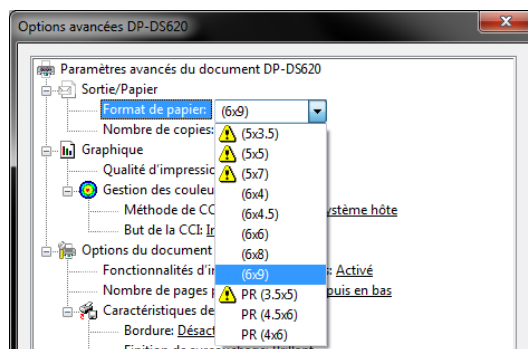 Options avancées DP-DS620
Paramètres avancés du document DP-DS620
Sortie/Papier
Format de papier: (6x9)
Nombre de copies:
(5x3.5)
Graphique
(5x5)
Qualité d'impression
(5x7)
Gestion des couleu
(6x4)
Méthode de CC
(6x4.5)
ystème hôte
But de la CCI: I
(6x6)
Options du document
(6x8)
Fonctionnalités d'i
(6x9)
: Activé
Nombre de pages p
PR (3.5x5)
puis en bas
Caractéristiques de
PR (4.5x6)
Bordure: Désact
PR (4x6)